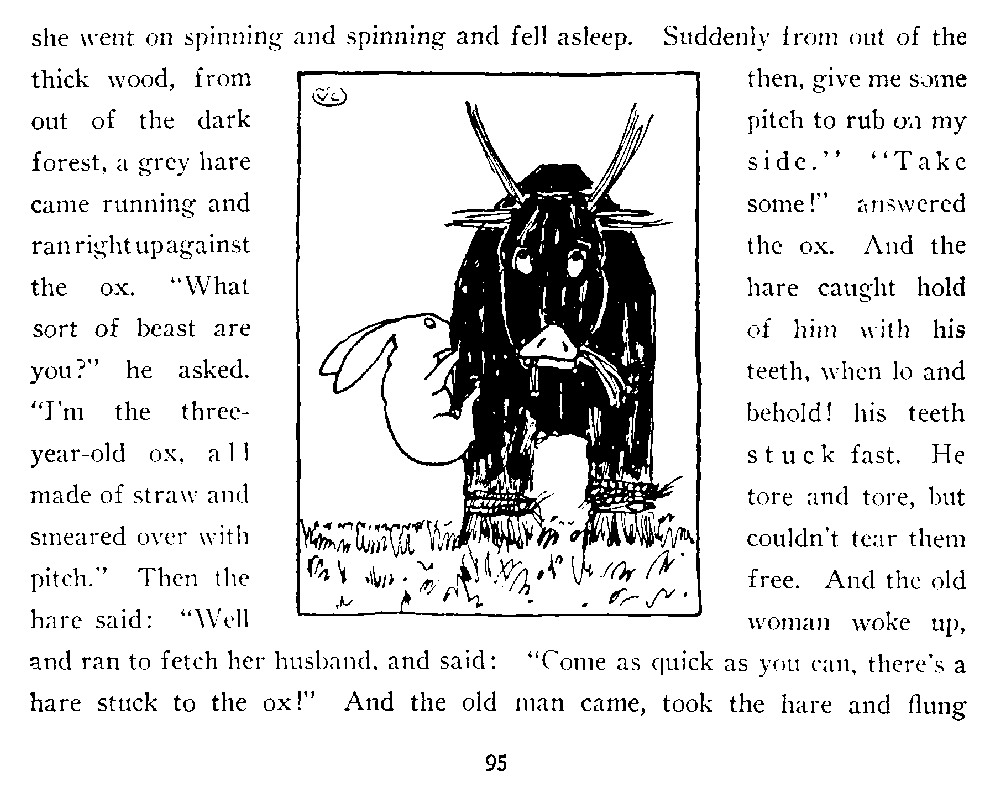 she went on spinning and spinning and fell asleep. Suddenly from out of the
thick wood, from
out of the dark
forest, a grey hare
came running and
ran right up against
the ox. “What
sort of beast are
you?” he asked.
“I'm the three-
year-old ox, all
made of straw and
smeared over with
pitch.” Then the
hare said: “Well
then, give me some
pitch to rub on my
side.” “Take
some!” answered
the ox. And the
hare caught hold
of him with his
teeth, when lo and
behold! his teeth
stuck fast. He
tore and tore, but
couldn't tear them
free. And the old
woman woke up,
and ran to fetch her husband, and said: “Come as quick as you can, there's a
hare stuck to the ox!” And the old man came, took the hare and flung
95